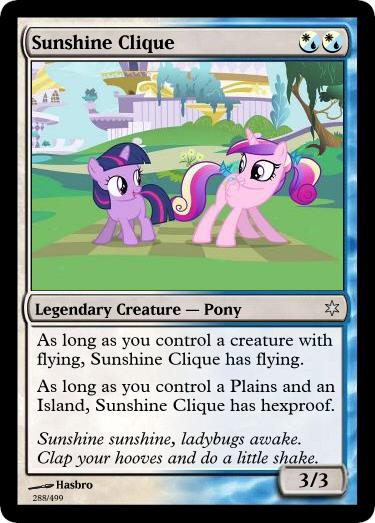 Sunshine Clique
Legendary Creature — Pony
As long as you control a creature with
flying, Sunshine Clique has flying.
As long as you control a Plains and an
Island, Sunshine Clique has hexproof.
Sunshine sunshine, ladybugs awake.
Clap your hooves and do a little shake.
3/3
Hasbro
288/499